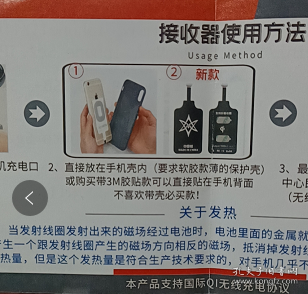 接收器使用方法
Usage Method
① ② 新款
机充电口
2、直接放在手机壳内（要求软胶款薄的保护壳）
或购买带3M胶贴款可以直接贴在手机背面
不喜欢带壳必买款！
3、最
中心
（无
关于发热
当发射线圈发射出来的磁场经过电池时，电池里面的金属就
产生一个跟发射线圈产生的磁场方向相反的磁场，抵消掉发射
热量，但是这个发热量是符合生产技术要求的，对手机几乎不
本产品支持国际QI无线充电协议